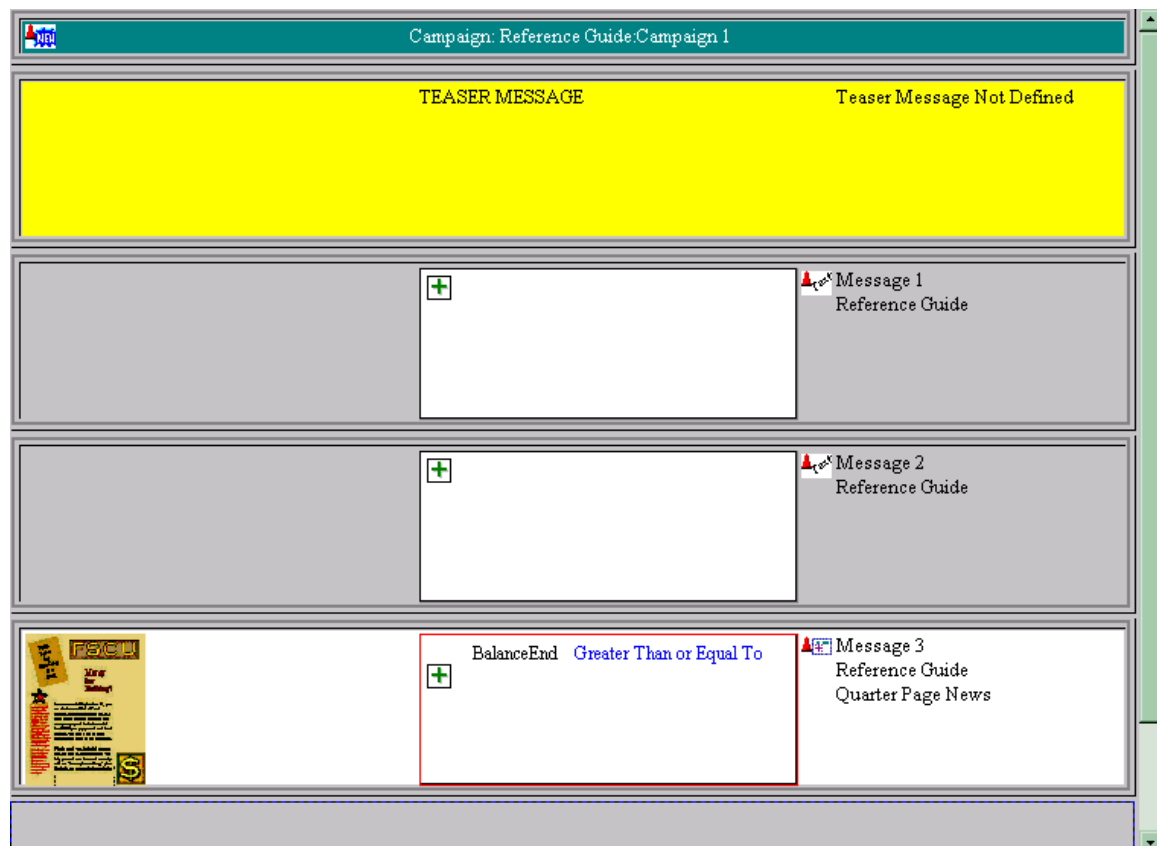 NEW
Campaign: Reference Guide:Campaign 1
TEASER MESSAGE
Teaser Message Not Defined
Message 1
Reference Guide
Message 2
Reference Guide
FSCU
BalanceEnd Greater Than or Equal To
Message 3
Reference Guide
Quarter Page News
$